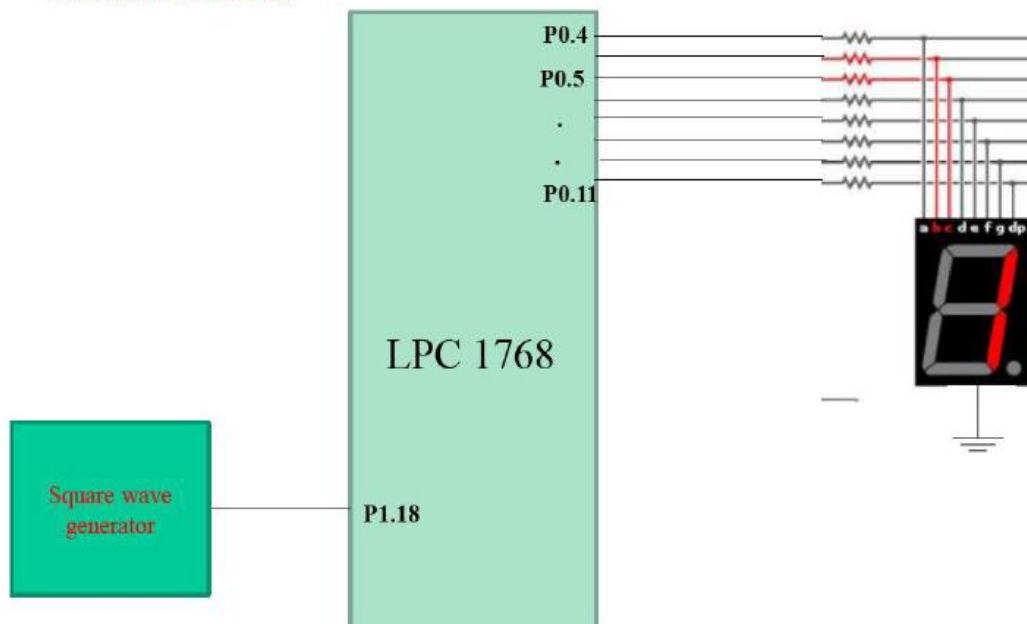 P0.4
P0.5
.
.
P0.11
a b c d e f g dp
LPC 1768
Square wave
generator
P1.18